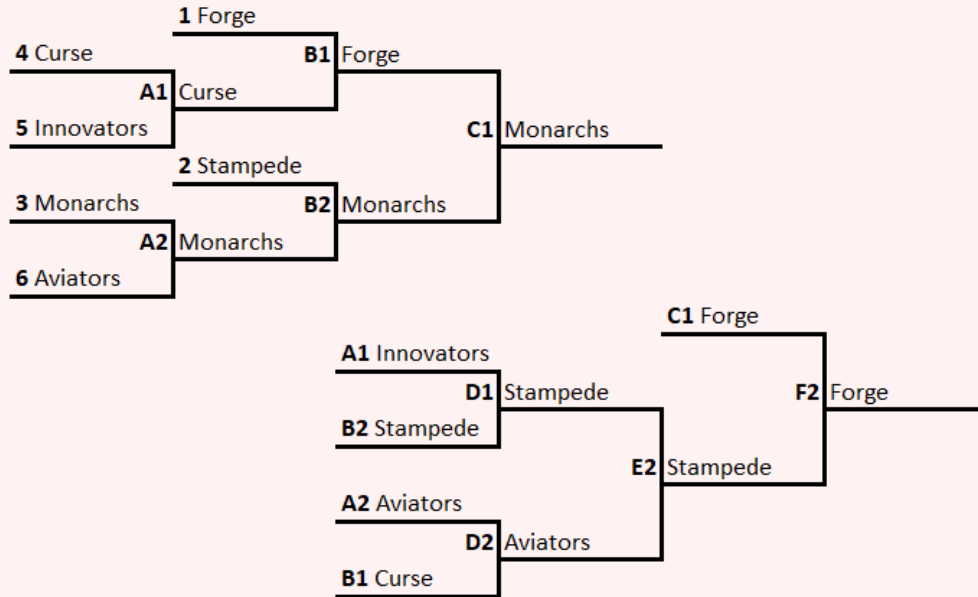 1 Forge
4 Curse
B1 Forge
A1 Curse
5 Innovators
C1 Monarchs
2 Stampede
3 Monarchs
B2 Monarchs
A2 Monarchs
6 Aviators
C1 Forge
A1 Innovators
D1 Stampede
F2 Forge
B2 Stampede
E2 Stampede
A2 Aviators
D2 Aviators
B1 Curse